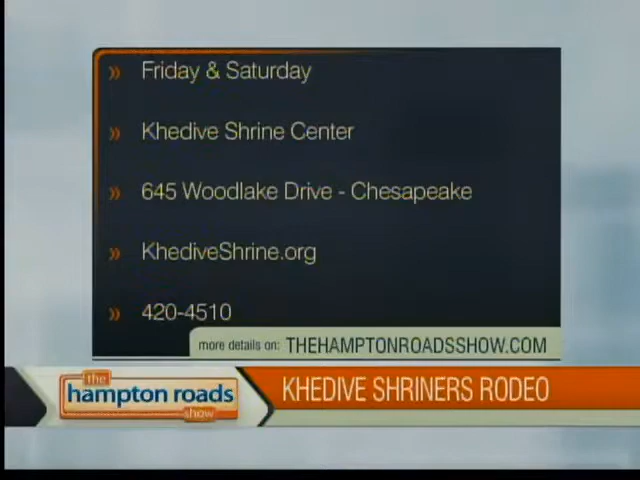 » Friday & Saturday
» Khedive Shrine Center
» 645 Woodlake Drive - Chesapeake
» KhediveShrine.org
» 420-4510
more details on: THEHAMPTONROADSSHOW.COM
the
hampton roads
show
KHEDIVE SHRINERS RODEO